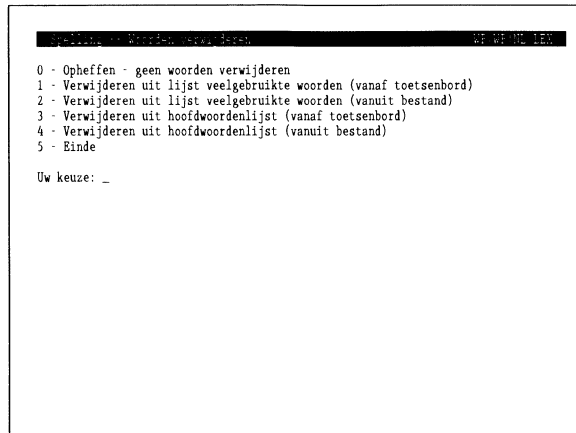 Spelling -- Woorden verwijderen WP WP NL LEX
0 - Opheffen - geen woorden verwijderen
1 - Verwijderen uit lijst veelgebruikte woorden (vanaf toetsenbord)
2 - Verwijderen uit lijst veelgebruikte woorden (vanuit bestand)
3 - Verwijderen uit hoofdwoordenlijst (vanaf toetsenbord)
4 - Verwijderen uit hoofdwoordenlijst (vanuit bestand)
5 - Einde
Uw keuze: _